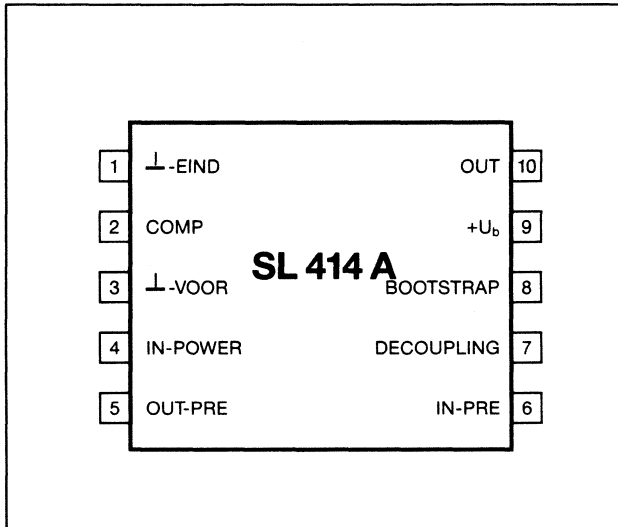 1 ⊥-EIND OUT 10
2 COMP +U_b 9
SL 414 A
3 ⊥-VOOR BOOTSTRAP 8
4 IN-POWER DECOUPLING 7
5 OUT-PRE IN-PRE 6